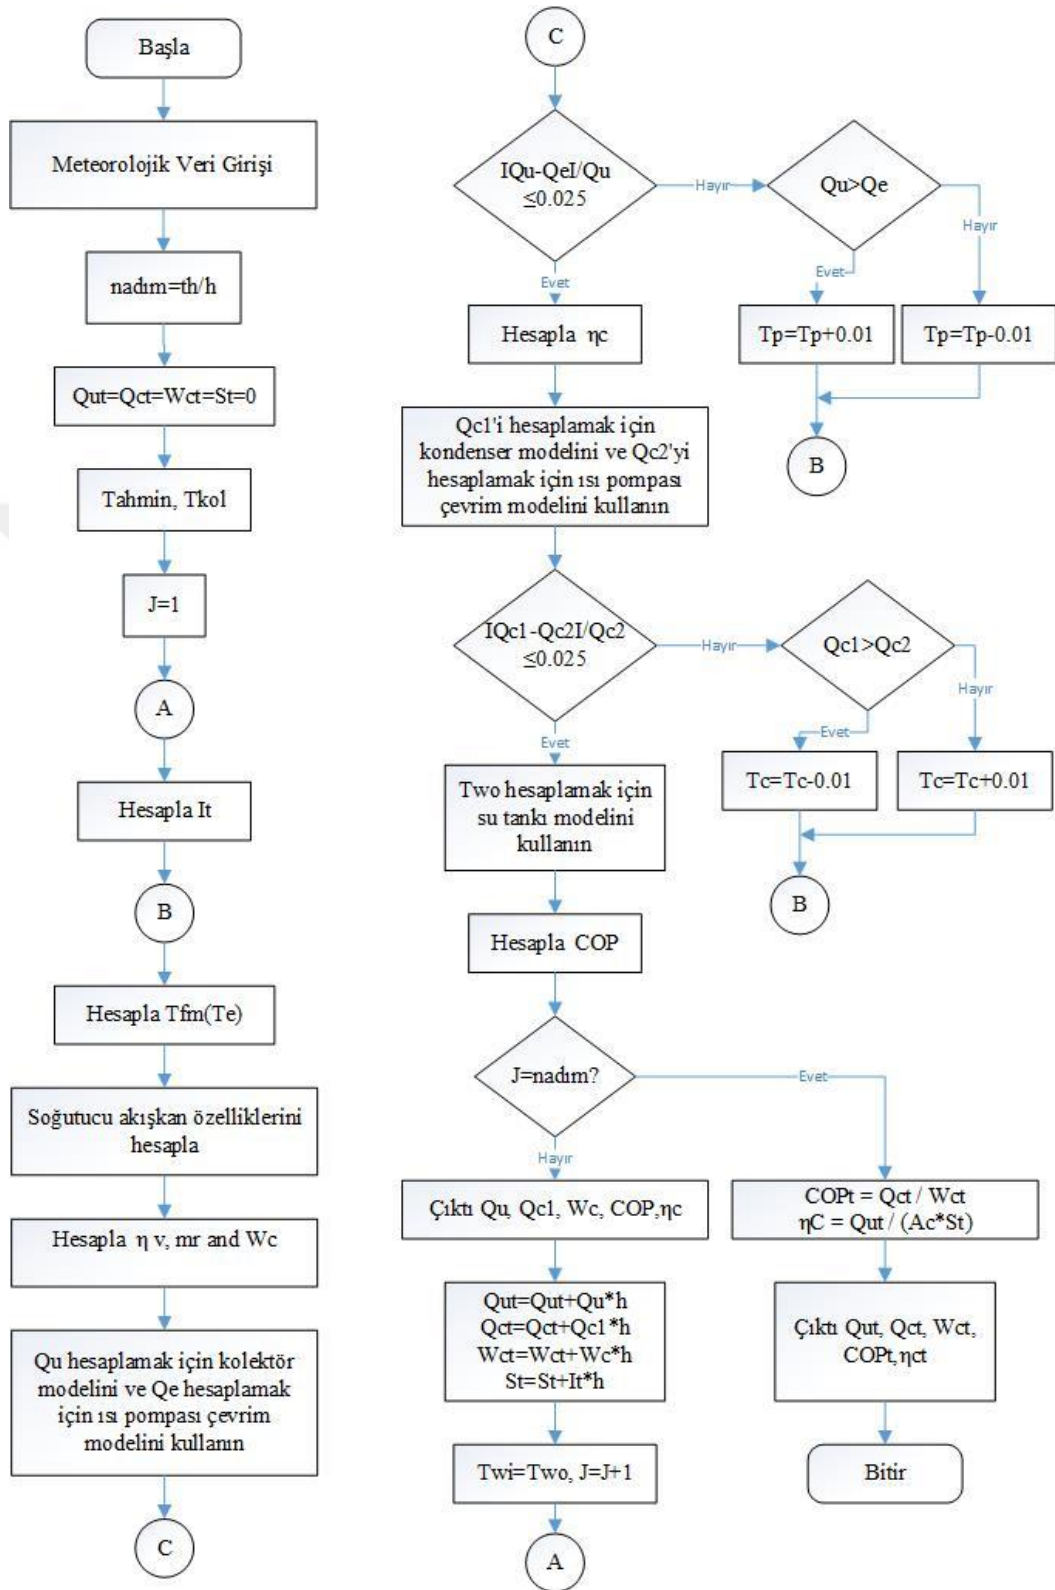 Başla
Meteorolojik Veri Girişi
nadım=th/h
Qut=Qct=Wct=St=0
Tahmin, Tkol
J=1
A
Hesapla It
B
Hesapla Tfm(Te)
Soğutucu akışkan özelliklerini
hesapla
Hesapla η v, mr and Wc
Qu hesaplamak için kolektör
modelini ve Qe hesaplamak
için ısı pompası çevrim
modelini kullanın
C
C
IQu-QeI/Qu
≤0.025
Hayır
Qu>Qe
Hayır
Evet
Evet
Hesapla ηc
Tp=Tp+0.01
Tp=Tp-0.01
B
Qc1'i hesaplamak için
kondenser modelini ve Qc2'yi
hesaplamak için ısı pompası
çevrim modelini kullanın
IQc1-Qc2I/Qc2
≤0.025
Hayır
Qc1>Qc2
Hayır
Evet
Evet
Tc=Tc-0.01
Tc=Tc+0.01
B
Two hesaplamak için
su tankı modelini
kullanın
Hesapla COP
J=nadım?
Evet
Hayır
Çıktı Qu, Qc1, Wc, COP,ηc
Qut=Qut+Qu*h
Qct=Qct+Qc1*h
Wct=Wct+Wc*h
St=St+It*h
Twi=Two, J=J+1
A
COPt = Qct / Wct
ηC = Qut / (Ac*St)
Çıktı Qut, Qct, Wct,
COPt,ηct
Bitir